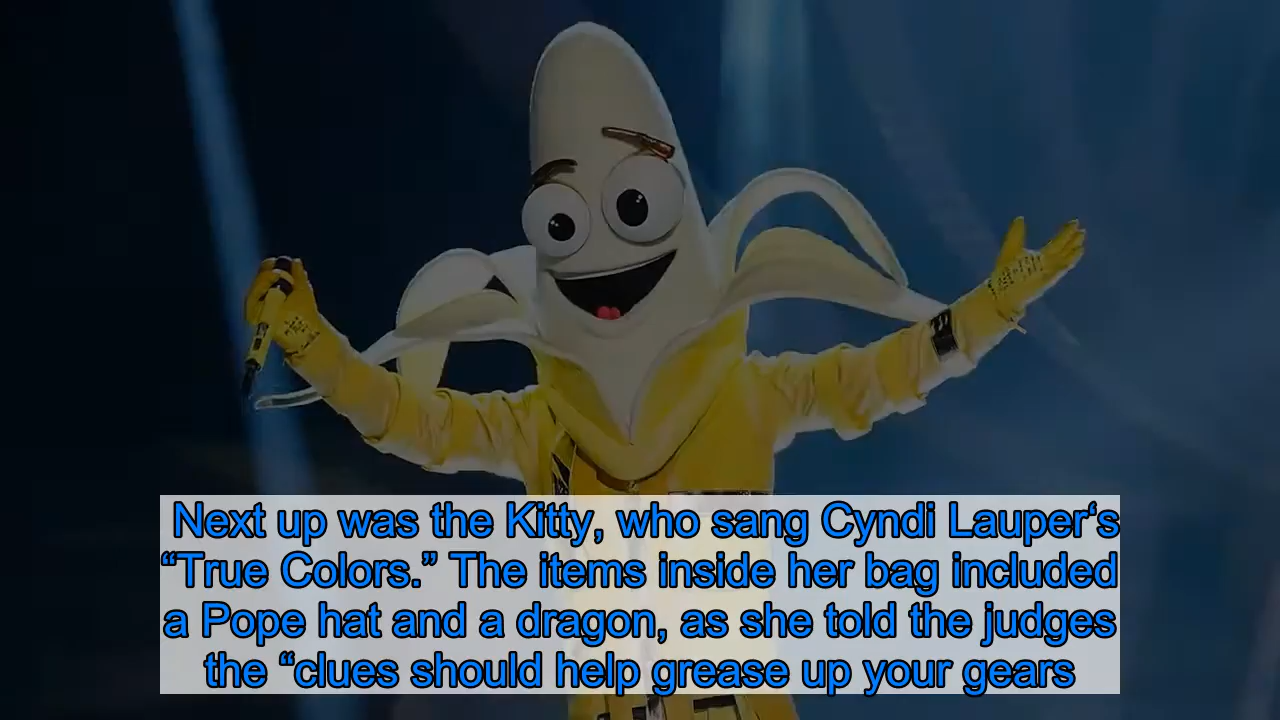 Next up was the Kitty, who sang Cyndi Lauper‘s
“True Colors.” The items inside her bag included
a Pope hat and a dragon, as she told the judges
the “clues should help grease up your gears